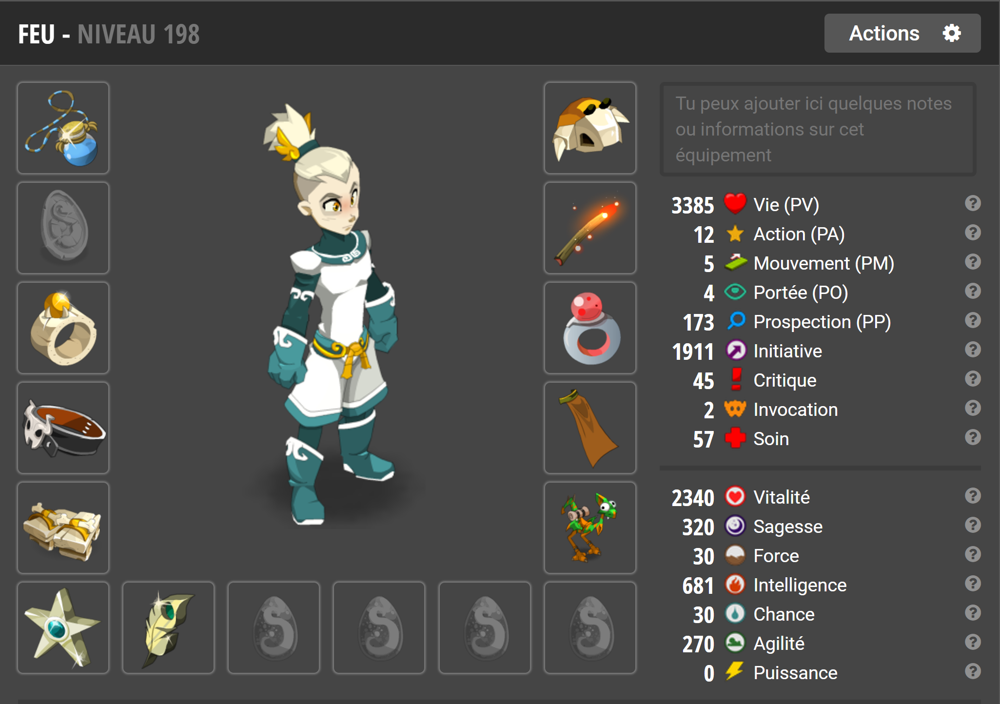 FEU - NIVEAU 198
Actions
Tu peux ajouter ici quelques notes
ou informations sur cet
équipement
3385 Vie (PV) ?
12 Action (PA) ?
5 Mouvement (PM) ?
4 Portée (PO) ?
173 Prospection (PP) ?
1911 Initiative ?
45 Critique ?
2 Invocation ?
57 Soin ?
2340 Vitalité ?
320 Sagesse ?
30 Force ?
681 Intelligence ?
30 Chance ?
270 Agilité ?
0 Puissance ?